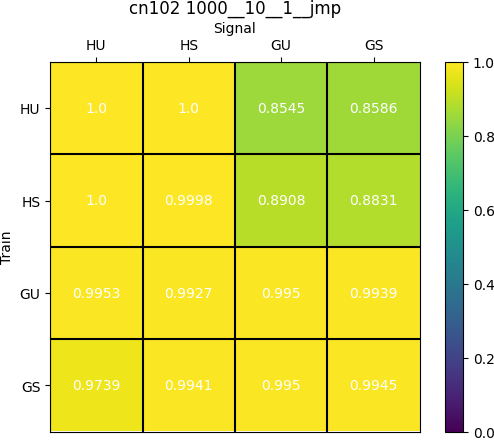 cn102 1000__10__1__jmp
Signal
HU HS GU GS
HU 1.0 1.0 0.8545 0.8586
HS 1.0 0.9998 0.8908 0.8831
GU 0.9953 0.9927 0.995 0.9939
GS 0.9739 0.9941 0.995 0.9945
Train
1.0
0.8
0.6
0.4
0.2
0.0